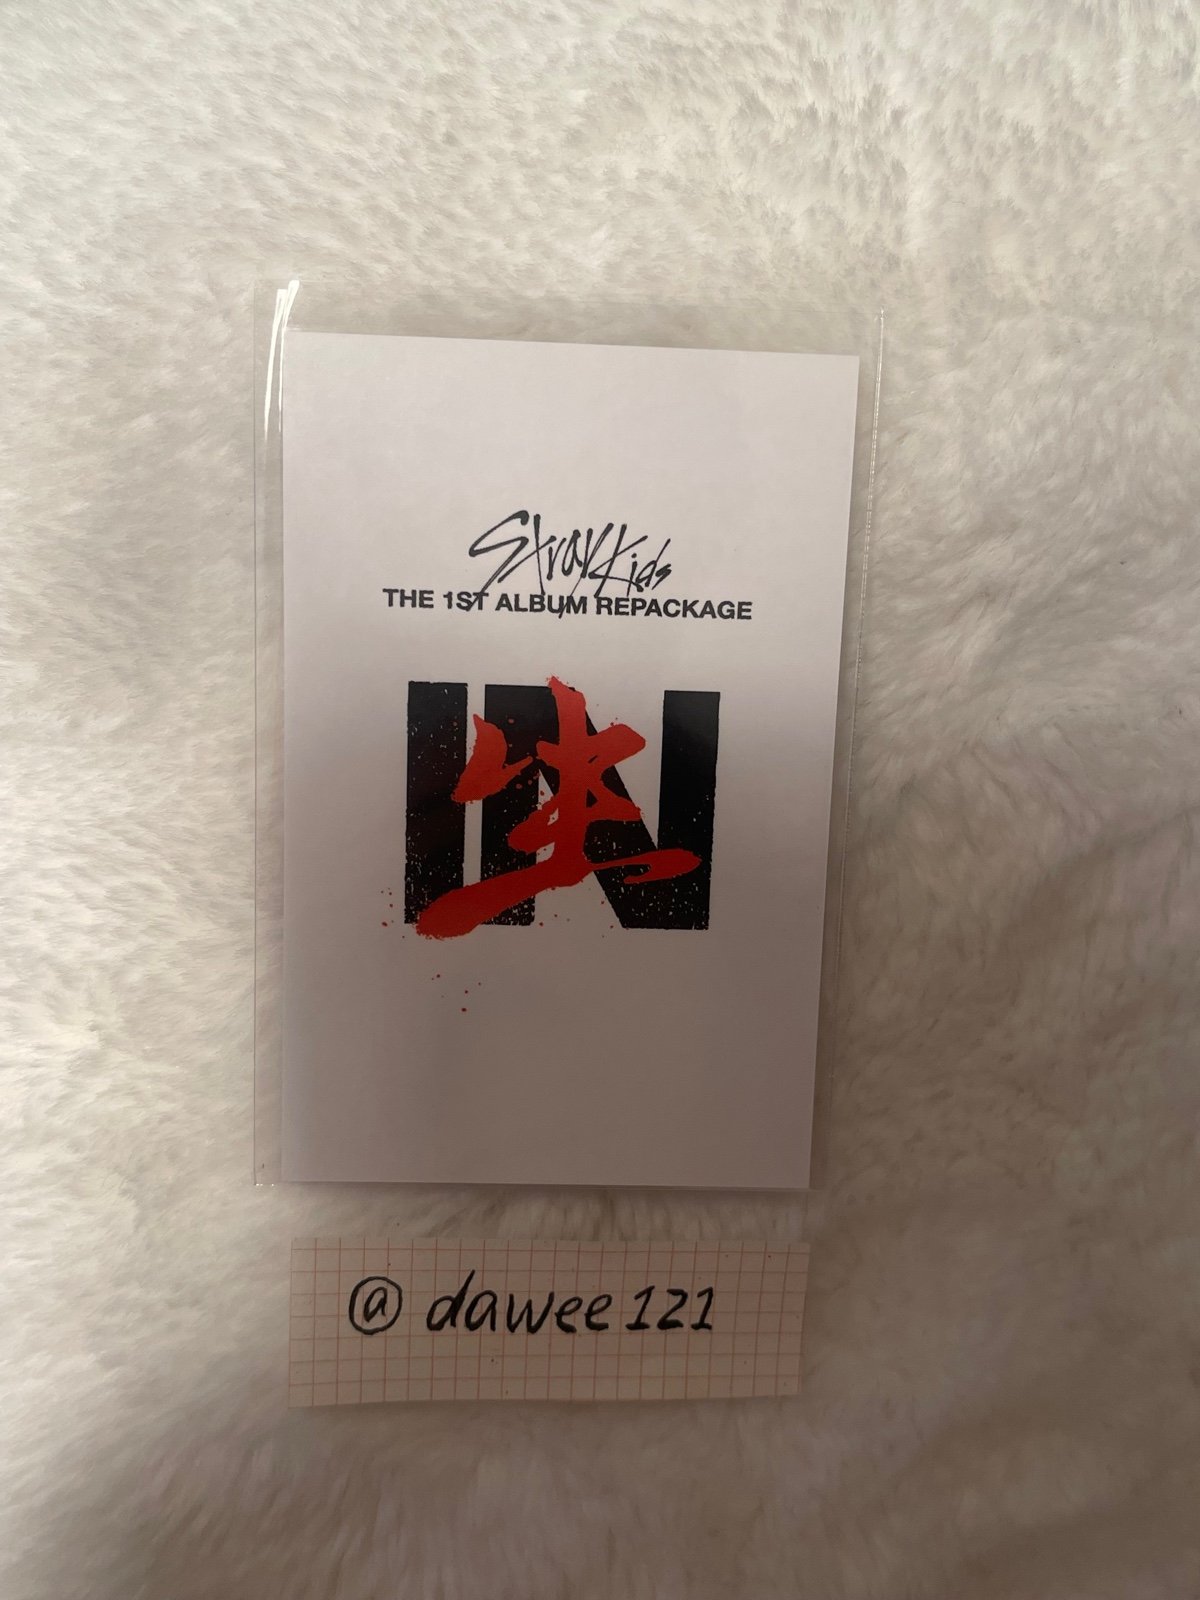 Stray Kids
THE 1ST ALBUM REPACKAGE
IN生
@dawee121